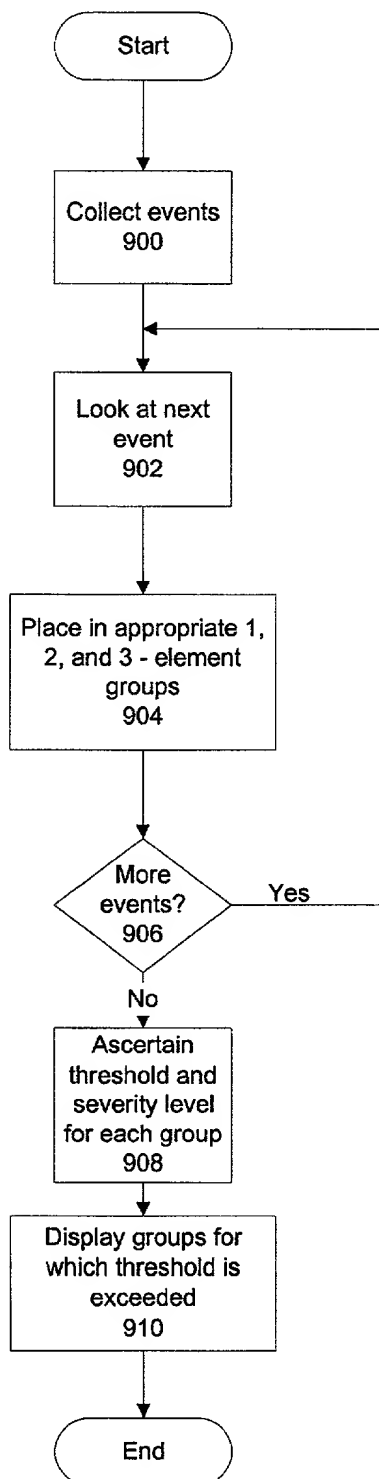 Start
Collect events
900
Look at next
event
902
Place in appropriate 1,
2, and 3 - element
groups
904
More
events?
906
Yes
No
Ascertain
threshold and
severity level
for each group
908
Display groups for
which threshold is
exceeded
910
End